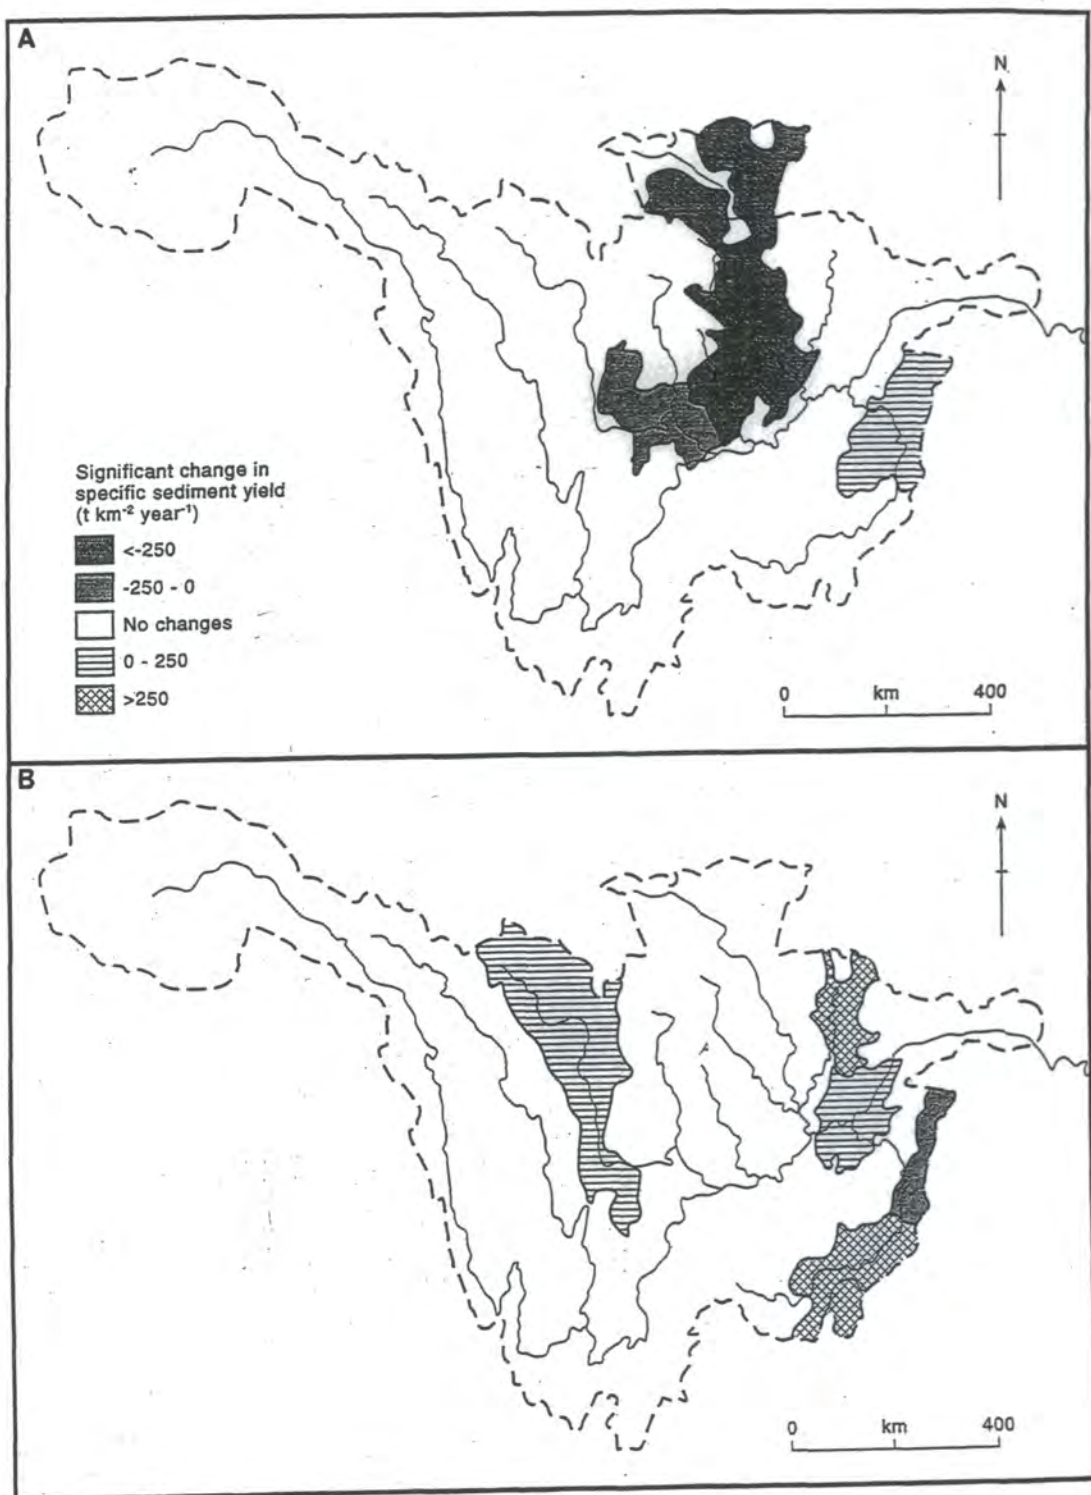 A
N
Significant change in
specific sediment yield
(t km⁻² year⁻¹)
<-250
-250 - 0
No changes
0 - 250
>250
0 km 400
B
N
0 km 400